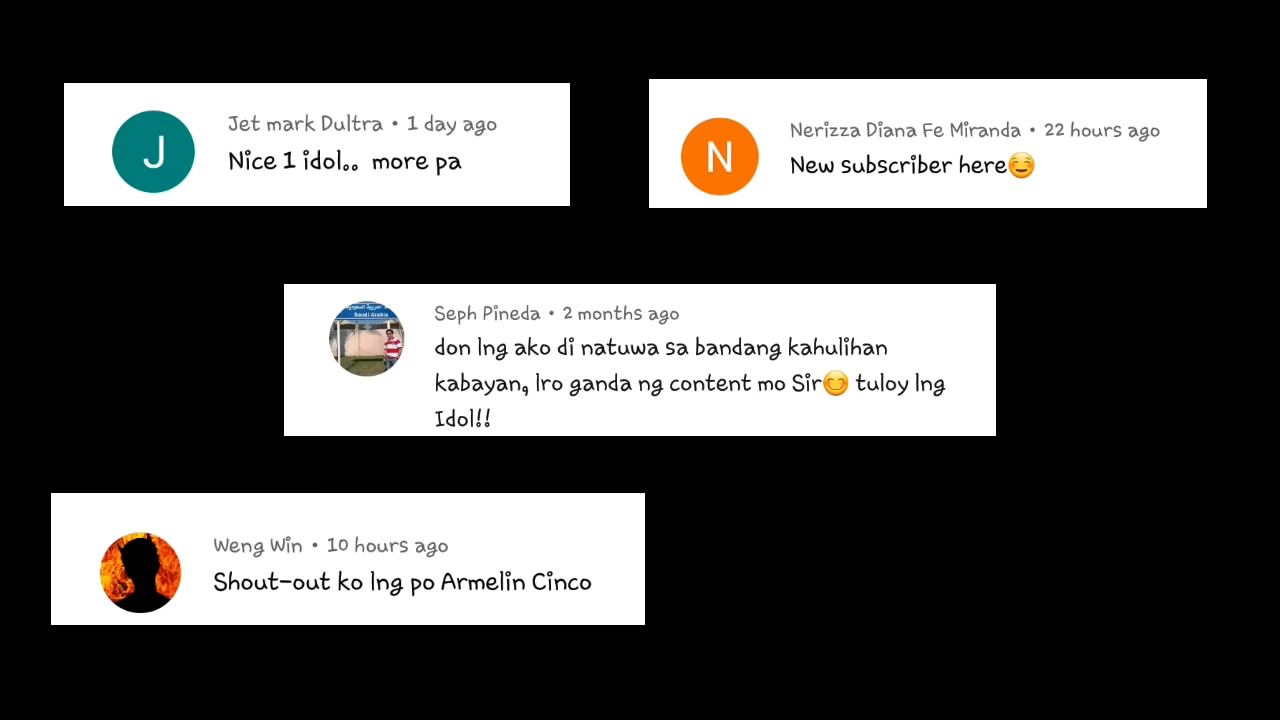 J
Jet mark Dultra • 1 day ago
Nice 1 idol.. more pa
N
Nerizza Diana Fe Miranda • 22 hours ago
New subscriber here😊
Saudi Arabia
Seph Pineda • 2 months ago
don lng ako di natuwa sa bandang kahulihan
kabayan, lro ganda ng content mo Sir😊 tuloy lng
Idol!!
Weng Win • 10 hours ago
Shout-out ko lng po Armelin Cinco